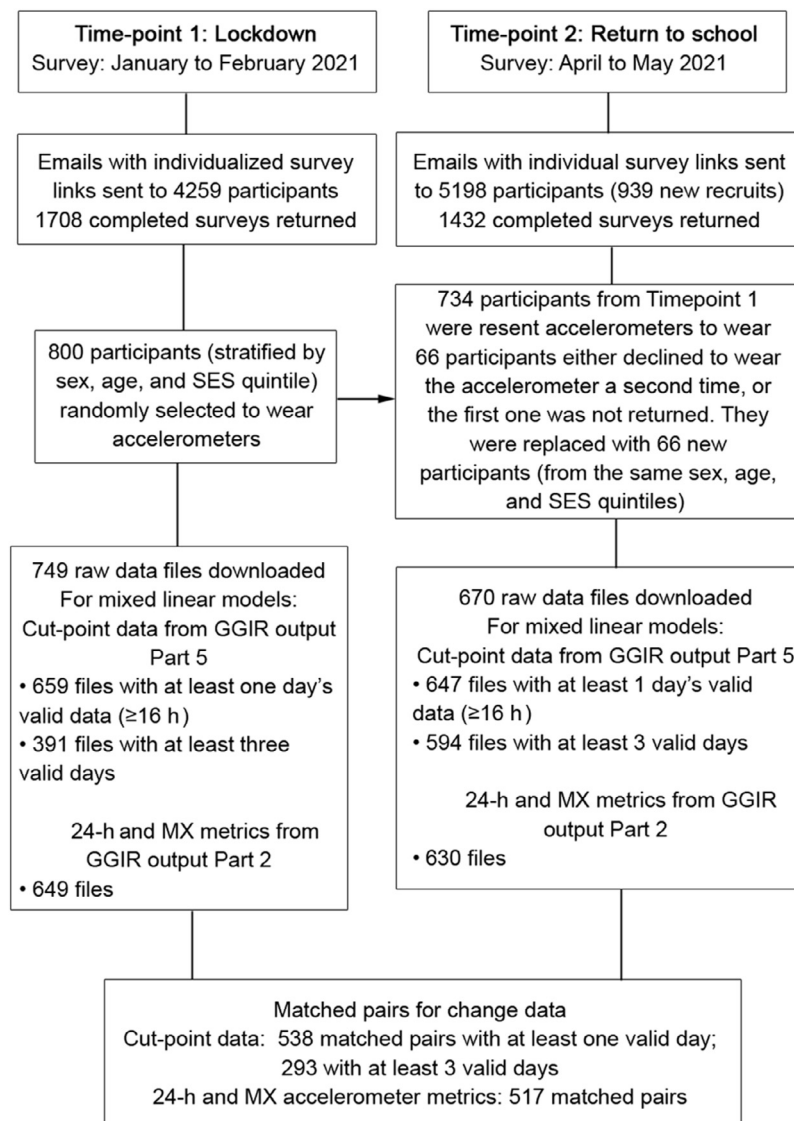 Time-point 1: Lockdown
Survey: January to February 2021
Time-point 2: Return to school
Survey: April to May 2021
Emails with individualized survey
links sent to 4259 participants
1708 completed surveys returned
Emails with individual survey links sent
to 5198 participants (939 new recruits)
1432 completed surveys returned
800 participants (stratified by
sex, age, and SES quintile)
randomly selected to wear
accelerometers
734 participants from Timepoint 1
were resent accelerometers to wear
66 participants either declined to wear
the accelerometer a second time, or
the first one was not returned. They
were replaced with 66 new
participants (from the same sex, age,
and SES quintiles)
749 raw data files downloaded
For mixed linear models:
Cut-point data from GGIR output
Part 5
• 659 files with at least one day's
valid data (≥16 h)
• 391 files with at least three
valid days
24-h and MX metrics from
GGIR output Part 2
• 649 files
670 raw data files downloaded
For mixed linear models:
Cut-point data from GGIR output Part 5
• 647 files with at least 1 day's valid
data (≥16 h)
• 594 files with at least 3 valid days
24-h and MX metrics from GGIR
output Part 2
• 630 files
Matched pairs for change data
Cut-point data: 538 matched pairs with at least one valid day;
293 with at least 3 valid days
24-h and MX accelerometer metrics: 517 matched pairs